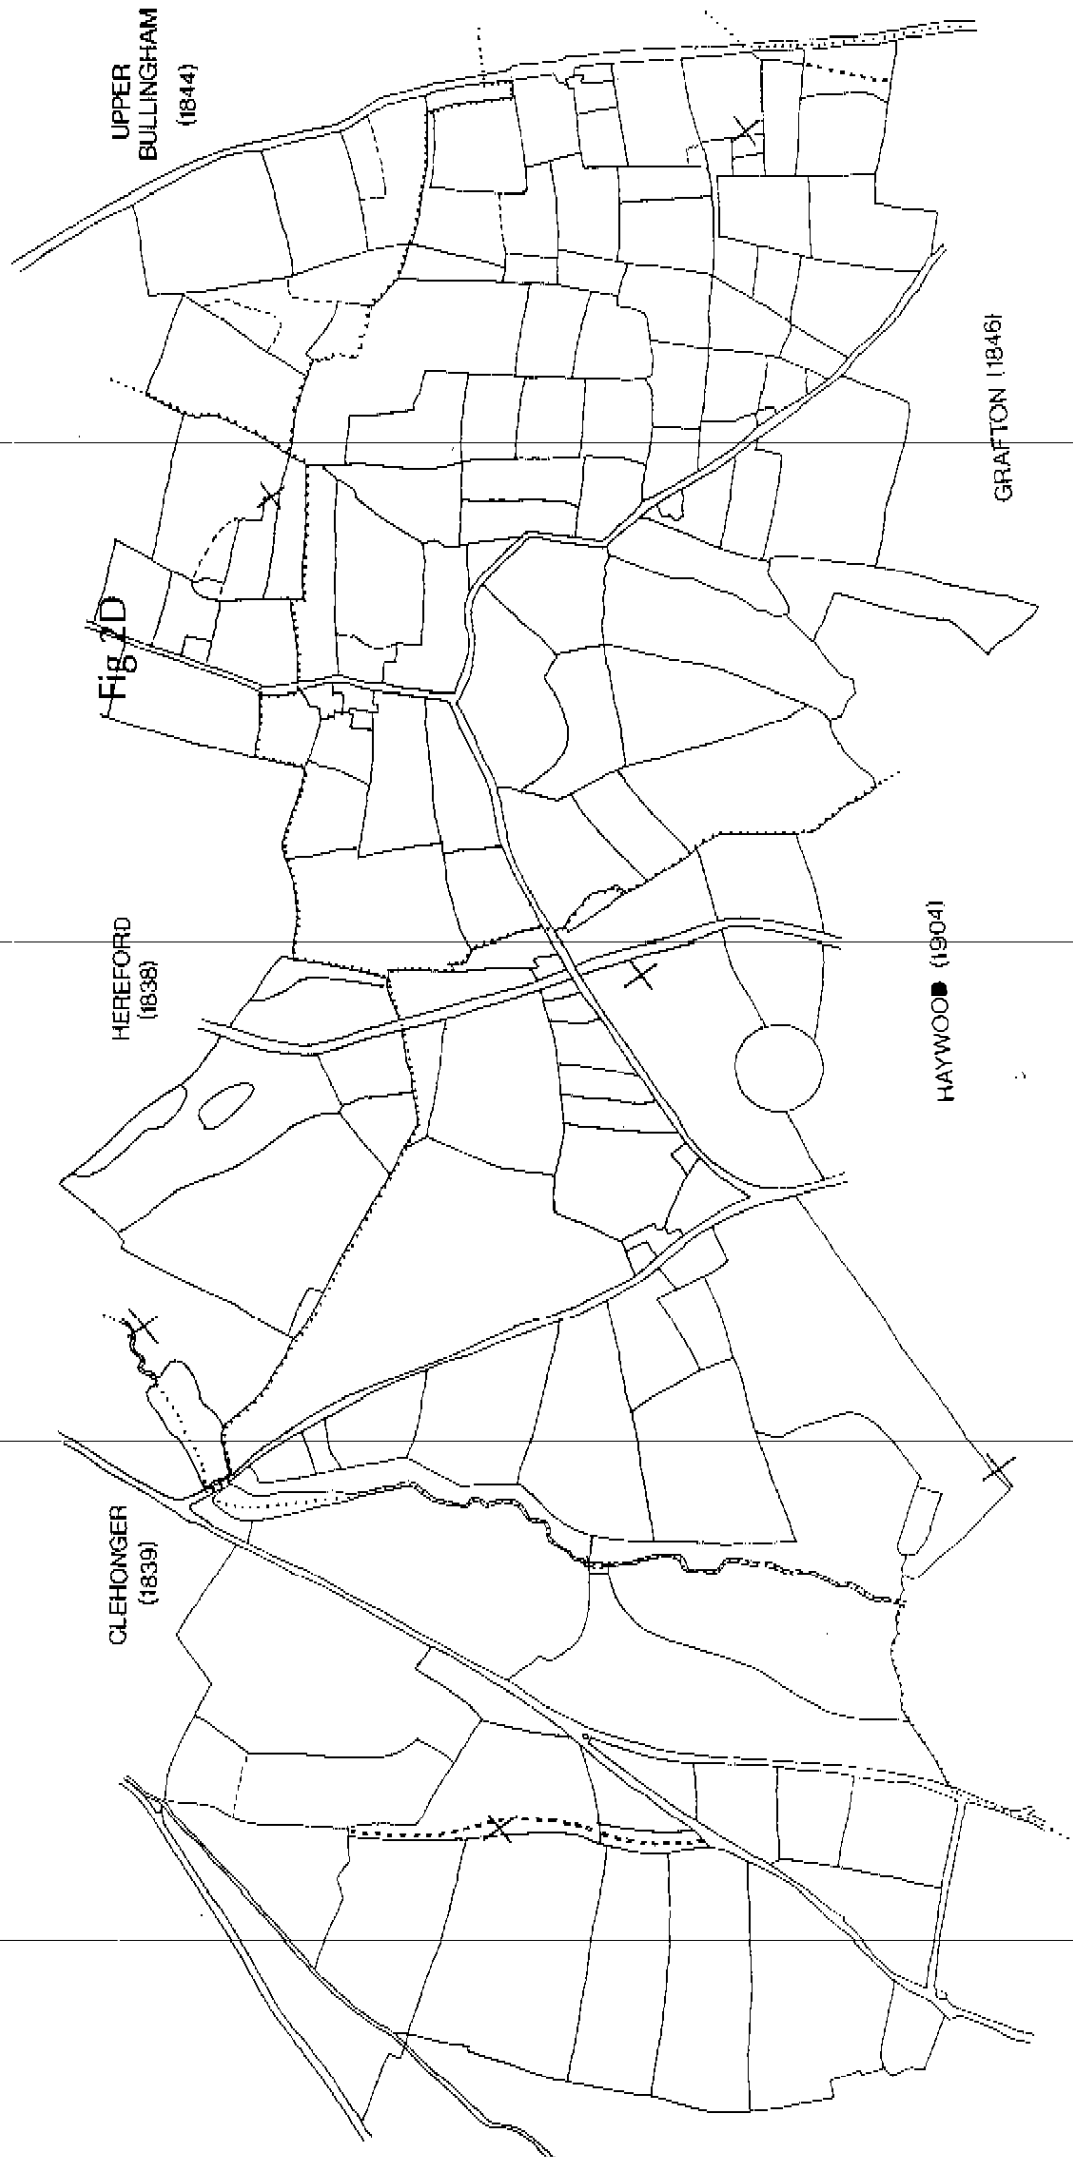 UPPER
BULLINGHAM
(1844)
Fig 2D
GRAFTON (1846)
HEREFORD
(1838)
HAYWOOD (1904)
CLEHONGER
(1839)